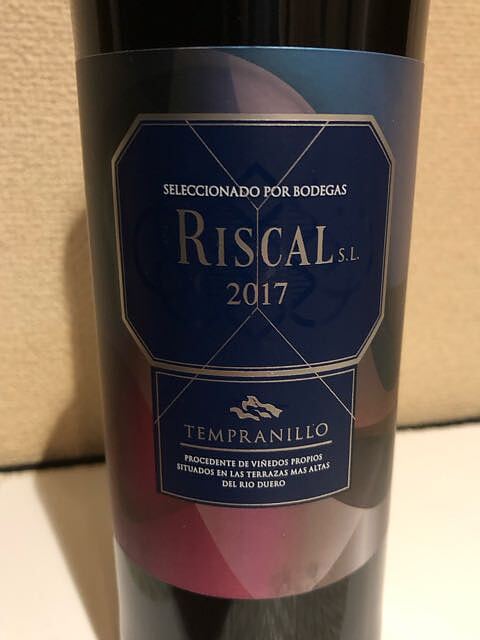 SELECCIONADO POR BODEGAS
RISCAL S.L.
2017
TEMPRANILLO
PROCEDENTE DE VIÑEDOS PROPIOS
SITUADOS EN LAS TERRAZAS MAS ALTAS
DEL RIO DUERO